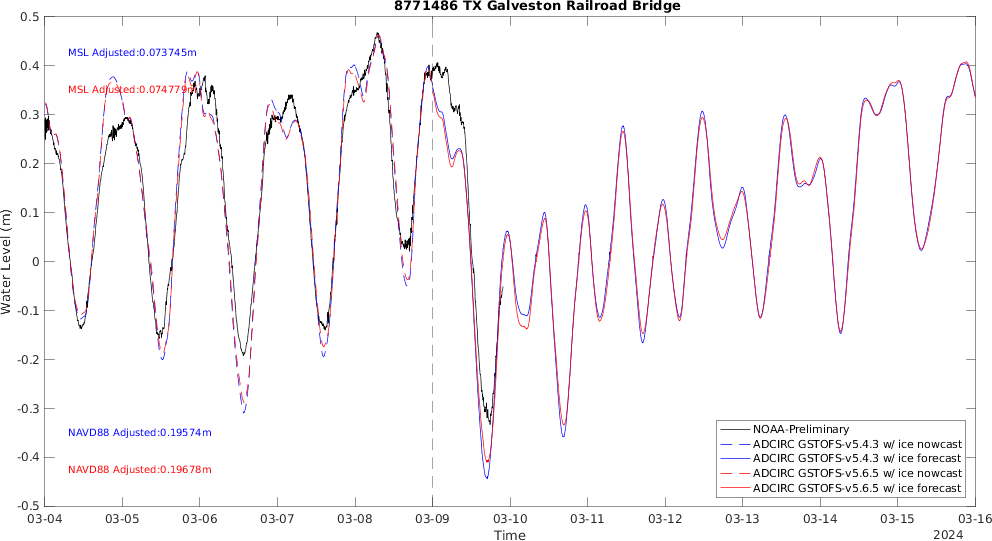 8771486 TX Galveston Railroad Bridge
0.5
0.4
0.3
0.2
0.1
0
-0.1
-0.2
-0.3
-0.4
-0.5
Water Level (m)
MSL Adjusted:0.073745m
MSL Adjusted:0.074779m
NAVD88 Adjusted:0.19574m
NAVD88 Adjusted:0.19678m
NOAA-Preliminary
ADCIRC GSTOFS-v5.4.3 w/ ice nowcast
ADCIRC GSTOFS-v5.4.3 w/ ice forecast
ADCIRC GSTOFS-v5.6.5 w/ ice nowcast
ADCIRC GSTOFS-v5.6.5 w/ ice forecast
03-04 03-05 03-06 03-07 03-08 03-09 03-10 03-11 03-12 03-13 03-14 03-15 03-16
Time
2024